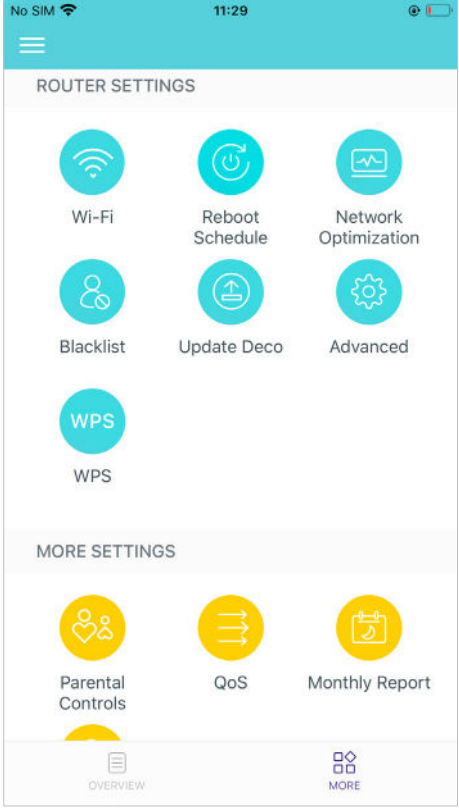 No SIM 11:29
ROUTER SETTINGS
Wi-Fi
Reboot
Schedule
Network
Optimization
Blacklist
Update Deco
Advanced
WPS
WPS
MORE SETTINGS
Parental
Controls
QoS
Monthly Report
OVERVIEW
MORE